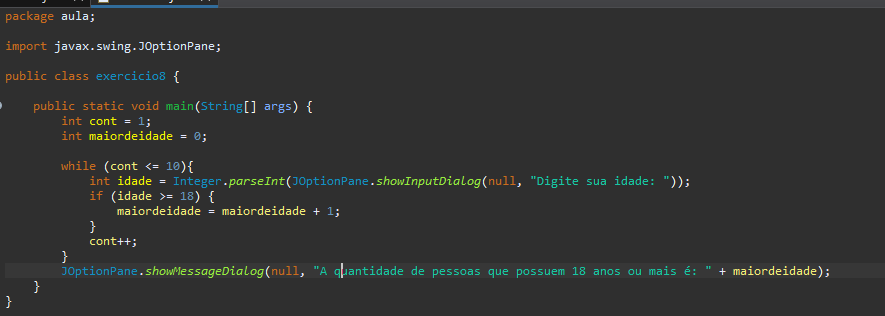 package aula;
import javax.swing.JOptionPane;
public class exercicio8 {
public static void main(String[] args) {
int cont = 1;
int maiordeidade = 0;
while (cont <= 10){
int idade = Integer.parseInt(JOptionPane.showInputDialog(null, "Digite sua idade: "));
if (idade >= 18) {
maiordeidade = maiordeidade + 1;
}
cont++;
}
JOptionPane.showMessageDialog(null, "A quantidade de pessoas que possuem 18 anos ou mais é: " + maiordeidade);
}
}